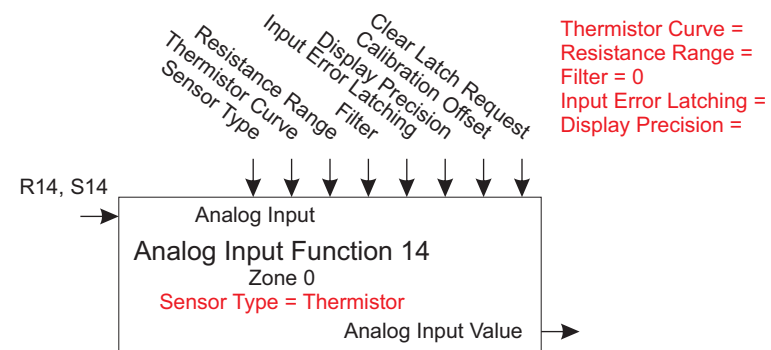 Sensor Type
Thermistor Curve
Resistance Range
Filter
Input Error Latching
Display Precision
Calibration Offset
Clear Latch Request
Thermistor Curve =
Resistance Range =
Filter = 0
Input Error Latching =
Display Precision =
R14, S14
Analog Input
Analog Input Function 14
Zone 0
Sensor Type = Thermistor
Analog Input Value